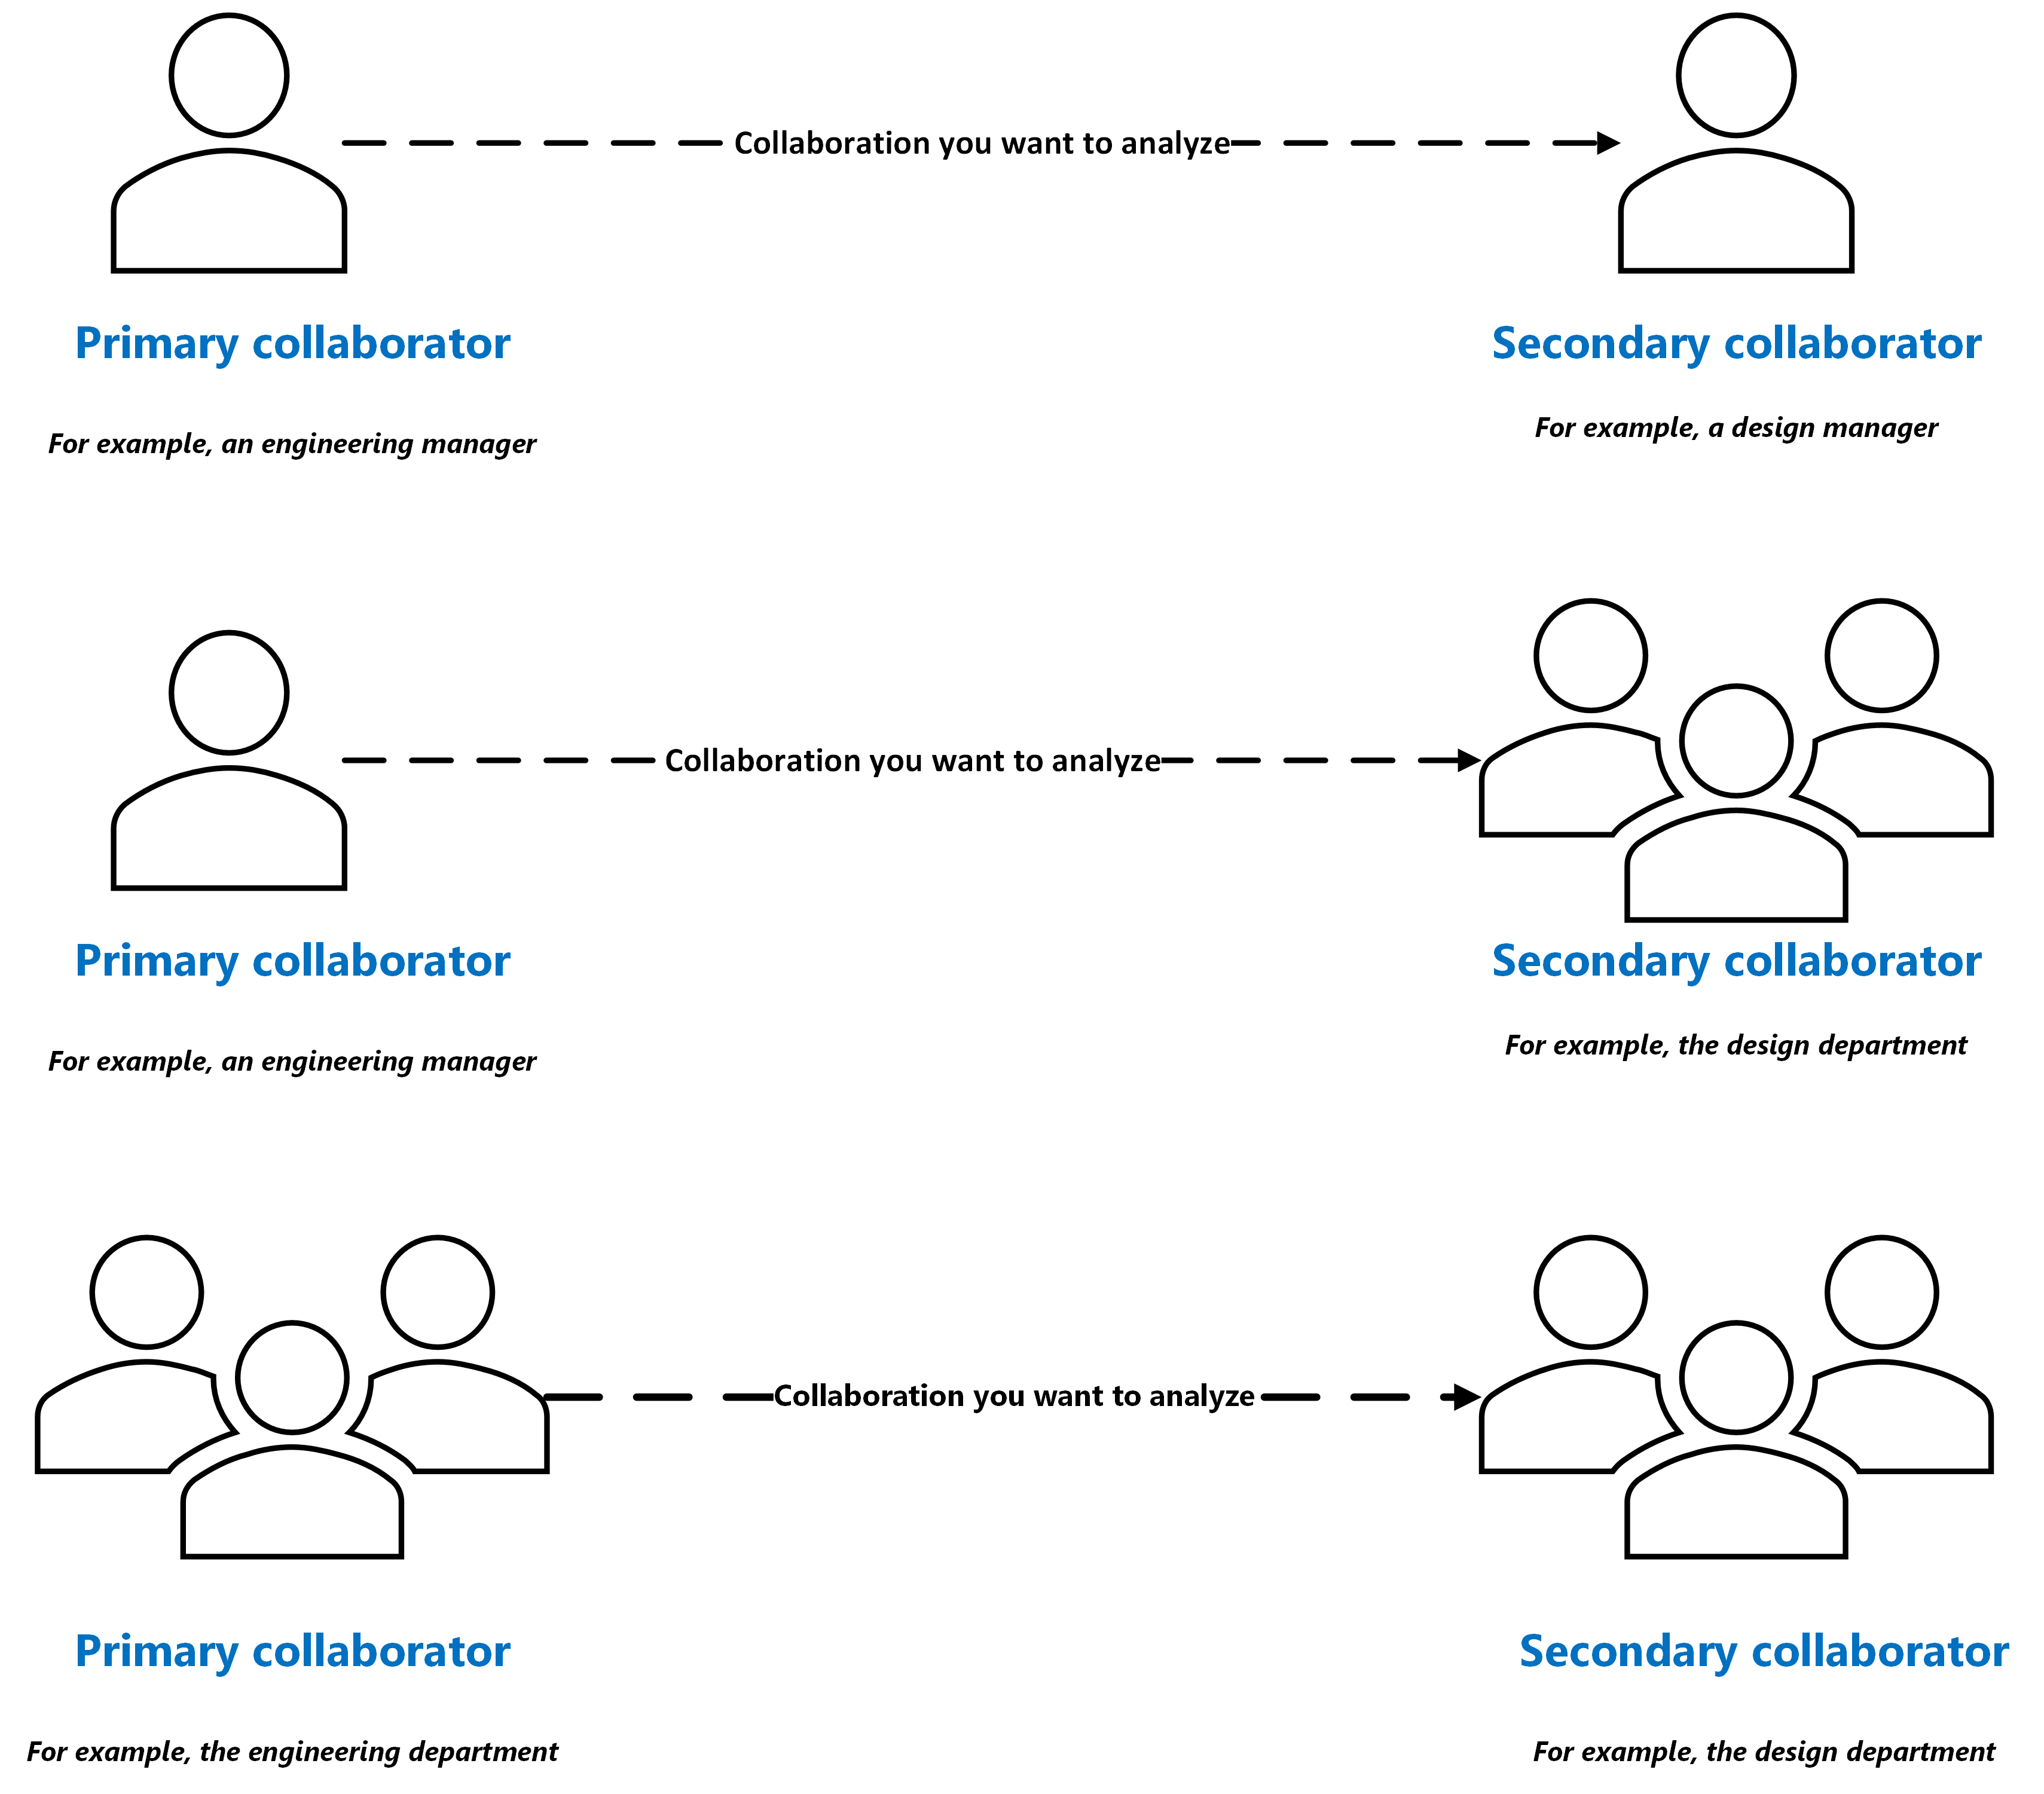 Collaboration you want to analyze
Primary collaborator
Secondary collaborator
For example, an engineering manager
For example, a design manager
Collaboration you want to analyze
Primary collaborator
Secondary collaborator
For example, an engineering manager
For example, the design department
Collaboration you want to analyze
Primary collaborator
Secondary collaborator
For example, the engineering department
For example, the design department